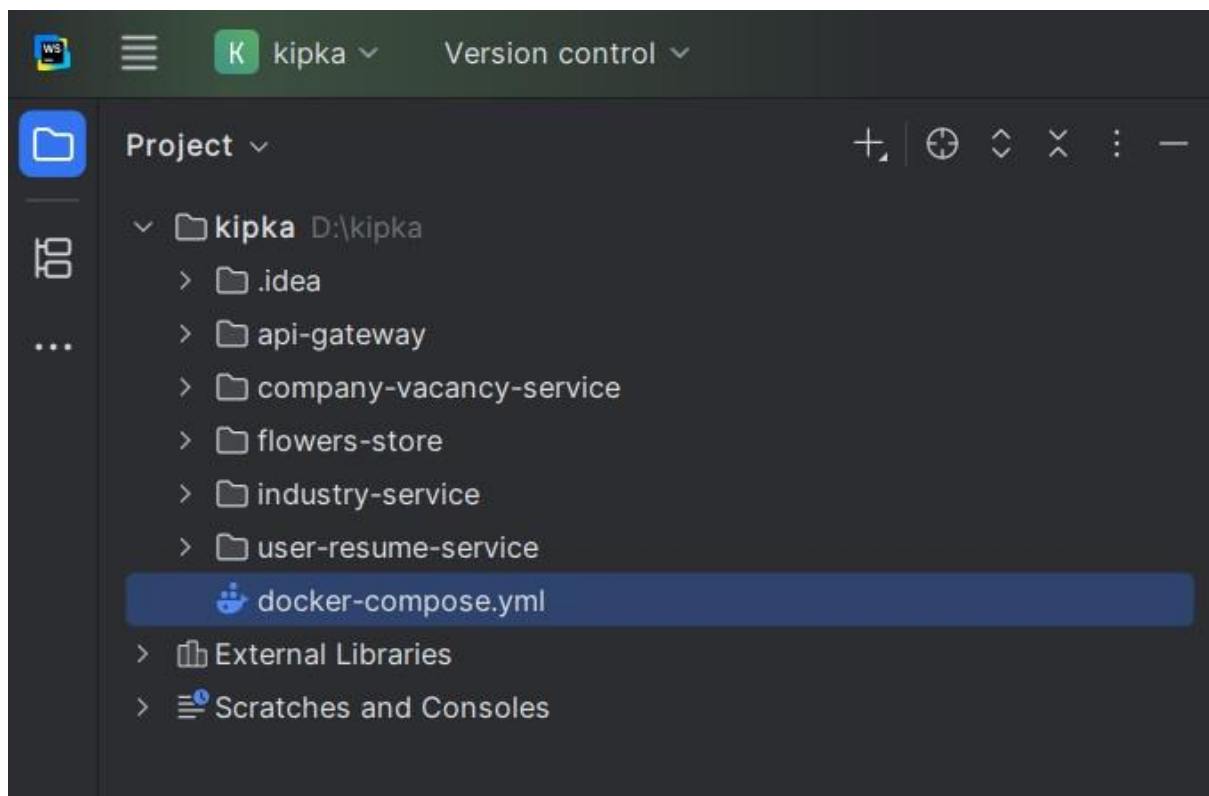 WS
K kipka Version control
Project
kipka D:\kipka
.idea
api-gateway
company-vacancy-service
flowers-store
industry-service
user-resume-service
docker-compose.yml
External Libraries
Scratches and Consoles